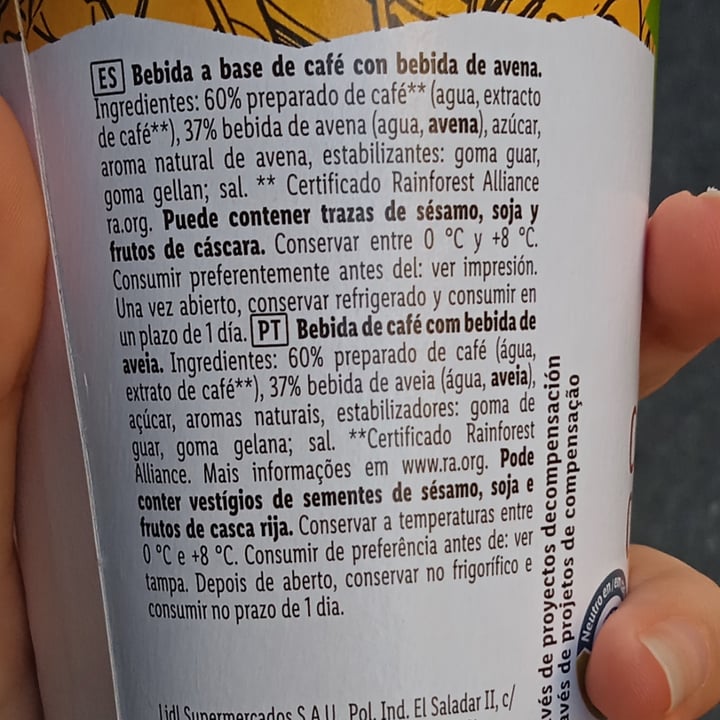 ES Bebida a base de café con bebida de avena.
Ingredientes: 60% preparado de café** (agua, extracto
de café**), 37% bebida de avena (agua, avena), azúcar,
aroma natural de avena, estabilizantes: goma guar,
goma gellan; sal. ** Certificado Rainforest Alliance
ra.org. Puede contener trazas de sésamo, soja y
frutos de cáscara. Conservar entre 0 °C y +8 °C.
Consumir preferentemente antes del: ver impresión.
Una vez abierto, conservar refrigerado y consumir en
un plazo de 1 día. PT Bebida de café com bebida de
aveia. Ingredientes: 60% preparado de café (água,
extrato de café**), 37% bebida de aveia (água, aveia),
açúcar, aromas naturais, estabilizadores: goma de
guar, goma gelana; sal. **Certificado Rainforest
Alliance. Mais informações em www.ra.org. Pode
conter vestígios de sementes de sésamo, soja e
frutos de casca rija. Conservar a temperaturas entre
0 °C e +8 °C. Consumir de preferência antes de: ver
tampa. Depois de aberto, conservar no frigorífico e
consumir no prazo de 1 dia.
Lidl Supermercados S.A.U., Pol. Ind. El Saladar II, c/
de proyectos decompensación
de projetos de compensação
Neutro en/em